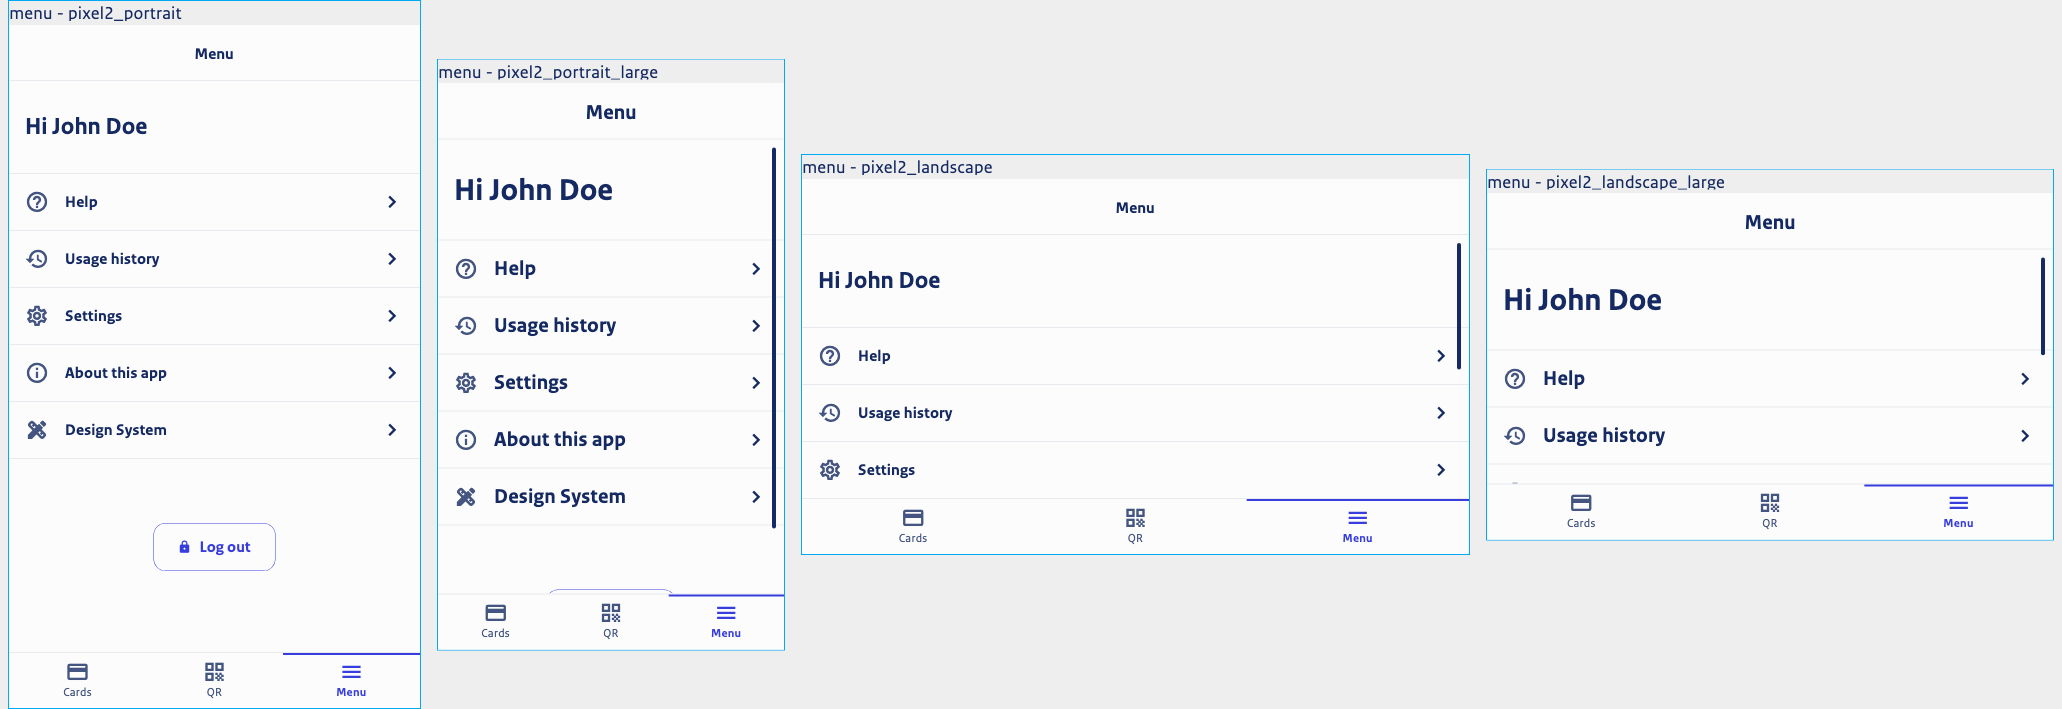 menu - pixel2_portrait
Menu
Hi John Doe
Help
Usage history
Settings
About this app
Design System
Log out
Cards
QR
Menu
menu - pixel2_portrait_large
Menu
Hi John Doe
Help
Usage history
Settings
About this app
Design System
Cards
QR
Menu
menu - pixel2_landscape
Menu
Hi John Doe
Help
Usage history
Settings
Cards
QR
Menu
menu - pixel2_landscape_large
Menu
Hi John Doe
Help
Usage history
Cards
QR
Menu